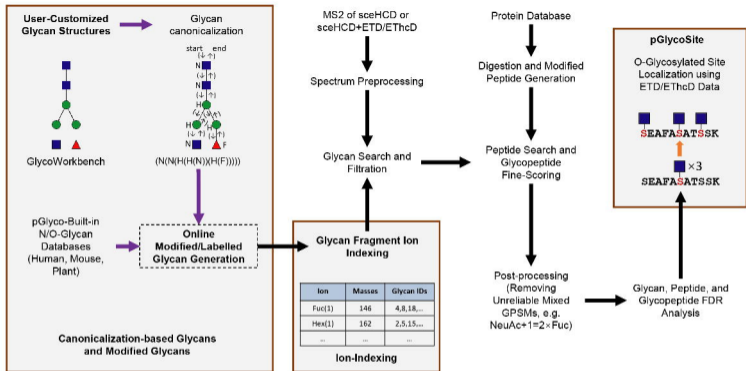 User-Customized
Glycan Structures
Glycan
canonicalization
start end
N
(↓ ↑)
N
(↓ ↑)
H
H
H
(↓ ↑)
(↓ ↑)
N
F
GlycoWorkbench
(N(N(H(H(N))(H(F)))))
pGlyco-Built-in
N/O-Glycan
Databases
(Human, Mouse,
Plant)
Online
Modified/Labelled
Glycan Generation
Canonicalization-based Glycans
and Modified Glycans
MS2 of sceHCD or
sceHCD+ETD/EThcD
Spectrum Preprocessing
Glycan Search and
Filtration
Glycan Fragment Ion
Indexing
Ion Masses Glycan IDs
Fuc(1) 146 4,8,18,...
Hex(1) 162 2,5,15,...
... ... ...
Ion-Indexing
Protein Database
Digestion and Modified
Peptide Generation
Peptide Search and
Glycopeptide
Fine-Scoring
Post-processing
(Removing
Unreliable Mixed
GPSMs, e.g.
NeuAc+1=2×Fuc)
pGlycoSite
O-Glycosylated Site
Localization using
ETD/EThcD Data
SEAFASATSSK
×3
SEAFASATSSK
Glycan, Peptide, and
Glycopeptide FDR
Analysis